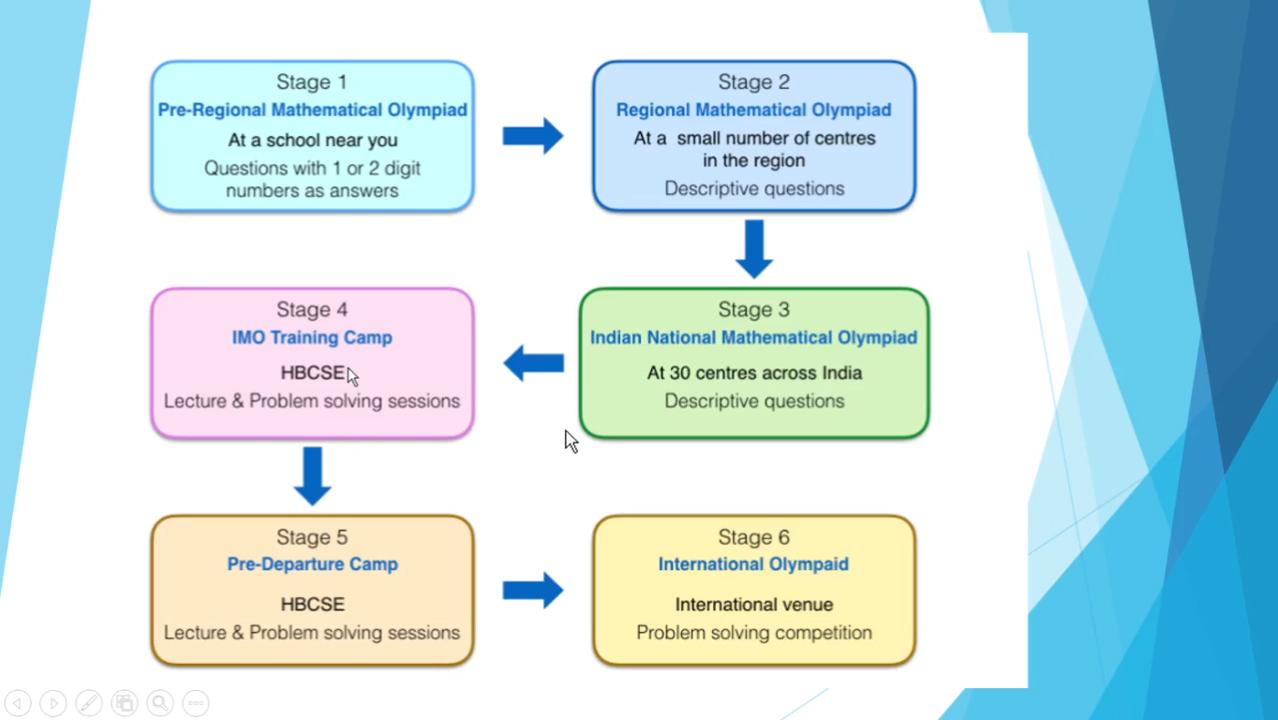 Stage 1
Pre-Regional Mathematical Olympiad
At a school near you
Questions with 1 or 2 digit
numbers as answers
Stage 2
Regional Mathematical Olympiad
At a small number of centres
in the region
Descriptive questions
Stage 3
Indian National Mathematical Olympiad
At 30 centres across India
Descriptive questions
Stage 4
IMO Training Camp
HBCSE
Lecture & Problem solving sessions
Stage 5
Pre-Departure Camp
HBCSE
Lecture & Problem solving sessions
Stage 6
International Olympaid
International venue
Problem solving competition